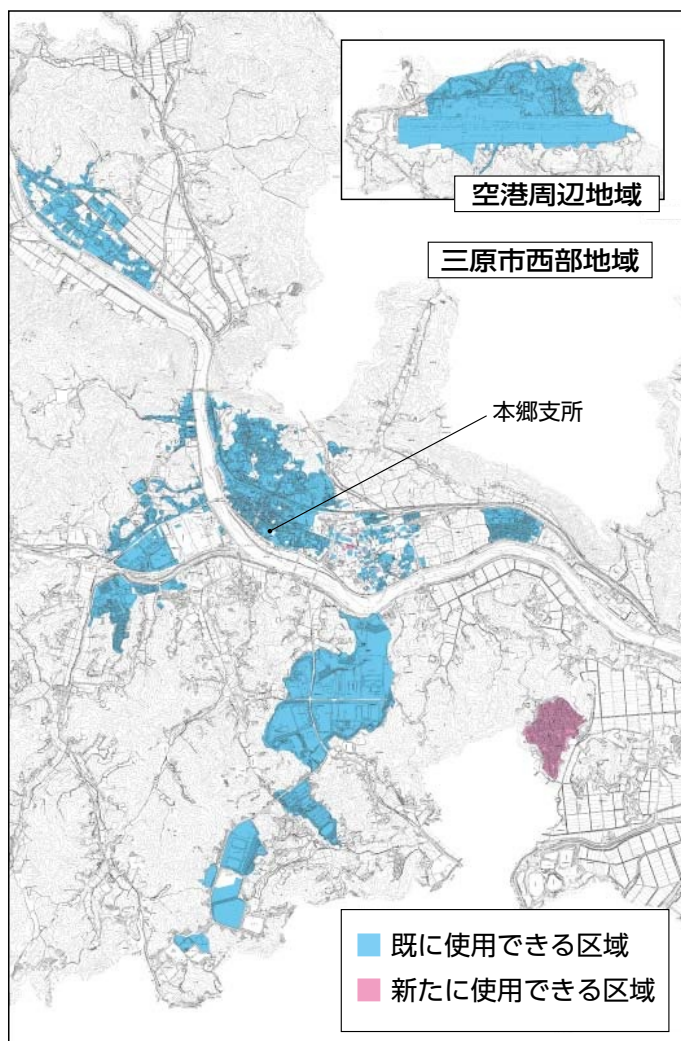 空港周辺地域
三原市西部地域
本郷支所
既に使用できる区域
新たに使用できる区域